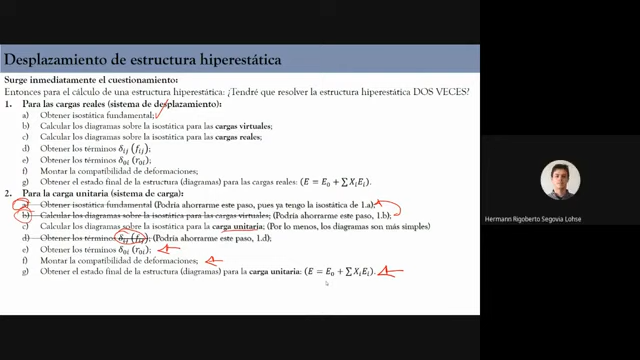 Desplazamiento de estructura hiperestática
Surge inmediatamente el cuestionamiento:
Entonces para el cálculo de una estructura hiperestática: ¿Tendré que resolver la estructura hiperestática DOS VECES?
1. Para las cargas reales (sistema de desplazamiento):
a) Obtener isostática fundamental;
b) Calcular los diagramas sobre la isostática para las cargas virtuales;
c) Calcular los diagramas sobre la isostática para las cargas reales;
d) Obtener los términos δij (fij);
e) Obtener los términos δ0i (r0i);
f) Montar la compatibilidad de deformaciones;
g) Obtener el estado final de la estructura (diagramas) para las cargas reales: (E = E0 + ∑ XiEi).
2. Para la carga unitaria (sistema de carga):
a) Obtener isostática fundamental (Podría ahorrarme este paso, pues ya tengo la isostática de 1.a);
b) Calcular los diagramas sobre la isostática para las cargas virtuales; (Podría ahorrarme este paso, 1.b);
c) Calcular los diagramas sobre la isostática para la carga unitaria; (Por lo menos, los diagramas son más simples)
d) Obtener los términos δij (fij); (Podría ahorrarme este paso, 1.d);
e) Obtener los términos δ0i (r0i);
f) Montar la compatibilidad de deformaciones;
g) Obtener el estado final de la estructura (diagramas) para la carga unitaria: (E = E0 + ∑ XiEi).
Hermann Rigoberto Segovia Lohse